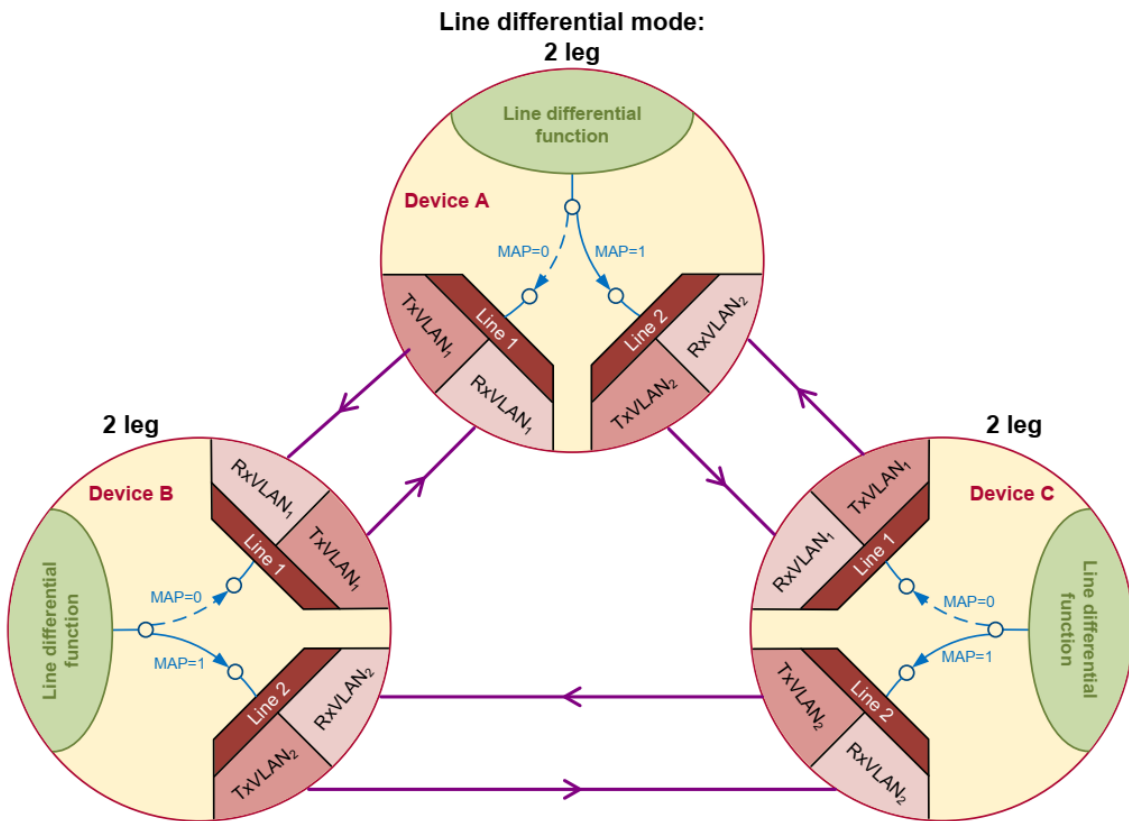 Line differential mode:
2 leg
Line differential
function
Device A
MAP=0
MAP=1
TxVLAN₁
Line 1
RxVLAN₁
Line 2
RxVLAN₂
TxVLAN₂
2 leg
Device B
Line differential
function
MAP=0
MAP=1
RxVLAN₁
TxVLAN₁
Line 1
Line 2
RxVLAN₂
TxVLAN₂
2 leg
Device C
TxVLAN₁
RxVLAN₁
Line 1
MAP=0
MAP=1
Line differential
function
TxVLAN₂
Line 2
RxVLAN₂